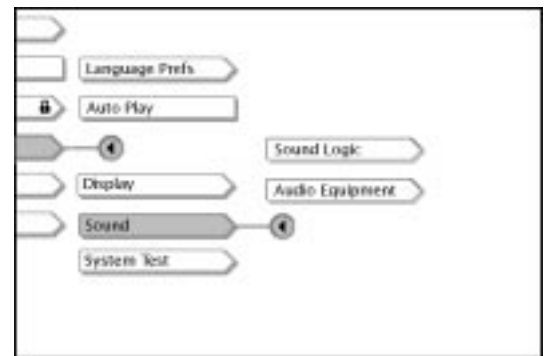 Language Prefs
Auto Play
Display
Sound
System Test
Sound Logic
Audio Equipment